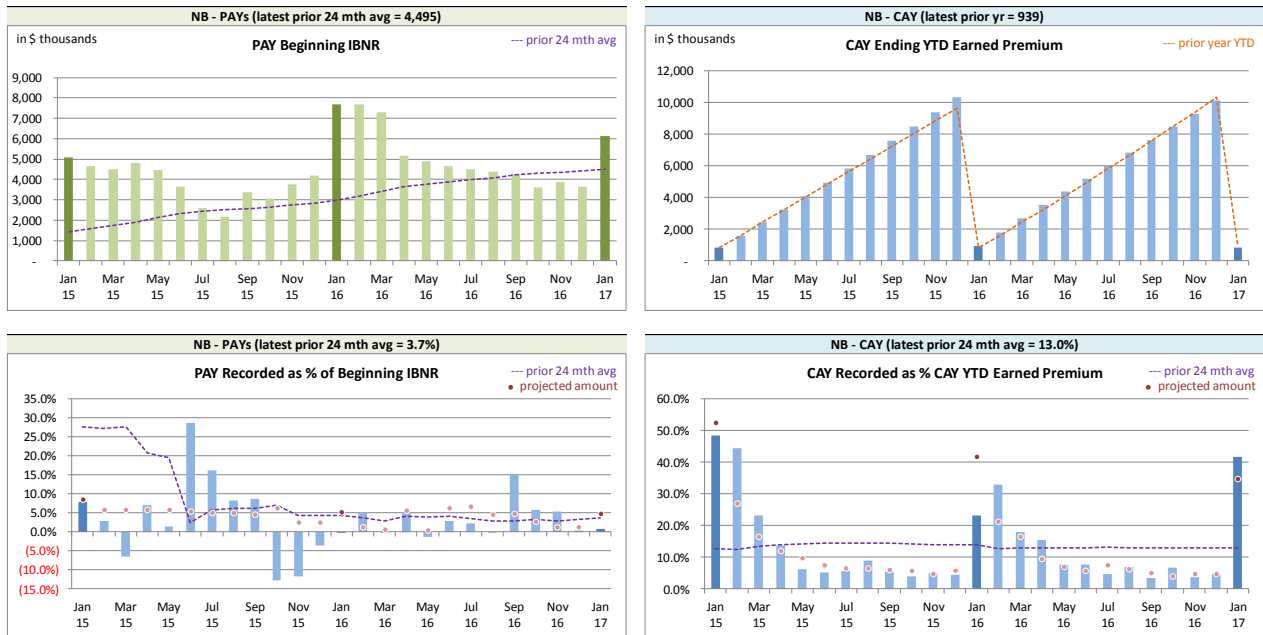 NB - PAYs (latest prior 24 mth avg = 4,495)
in $ thousands
PAY Beginning IBNR
--- prior 24 mth avg
9,000
8,000
7,000
6,000
5,000
4,000
3,000
2,000
1,000
-
Jan Mar May Jul Sep Nov Jan Mar May Jul Sep Nov Jan
15 15 15 15 15 15 16 16 16 16 16 16 17
NB - CAY (latest prior yr = 939)
in $ thousands
CAY Ending YTD Earned Premium
--- prior year YTD
12,000
10,000
8,000
6,000
4,000
2,000
-
Jan Mar May Jul Sep Nov Jan Mar May Jul Sep Nov Jan
15 15 15 15 15 15 16 16 16 16 16 16 17
NB - PAYs (latest prior 24 mth avg = 3.7%)
PAY Recorded as % of Beginning IBNR
--- prior 24 mth avg
• projected amount
35.0%
30.0%
25.0%
20.0%
15.0%
10.0%
5.0%
0.0%
(5.0%)
(10.0%)
(15.0%)
Jan Mar May Jul Sep Nov Jan Mar May Jul Sep Nov Jan
15 15 15 15 15 15 16 16 16 16 16 16 17
NB - CAY (latest prior 24 mth avg = 13.0%)
CAY Recorded as % CAY YTD Earned Premium
--- prior 24 mth avg
• projected amount
60.0%
50.0%
40.0%
30.0%
20.0%
10.0%
0.0%
Jan Mar May Jul Sep Nov Jan Mar May Jul Sep Nov Jan
15 15 15 15 15 15 16 16 16 16 16 16 17